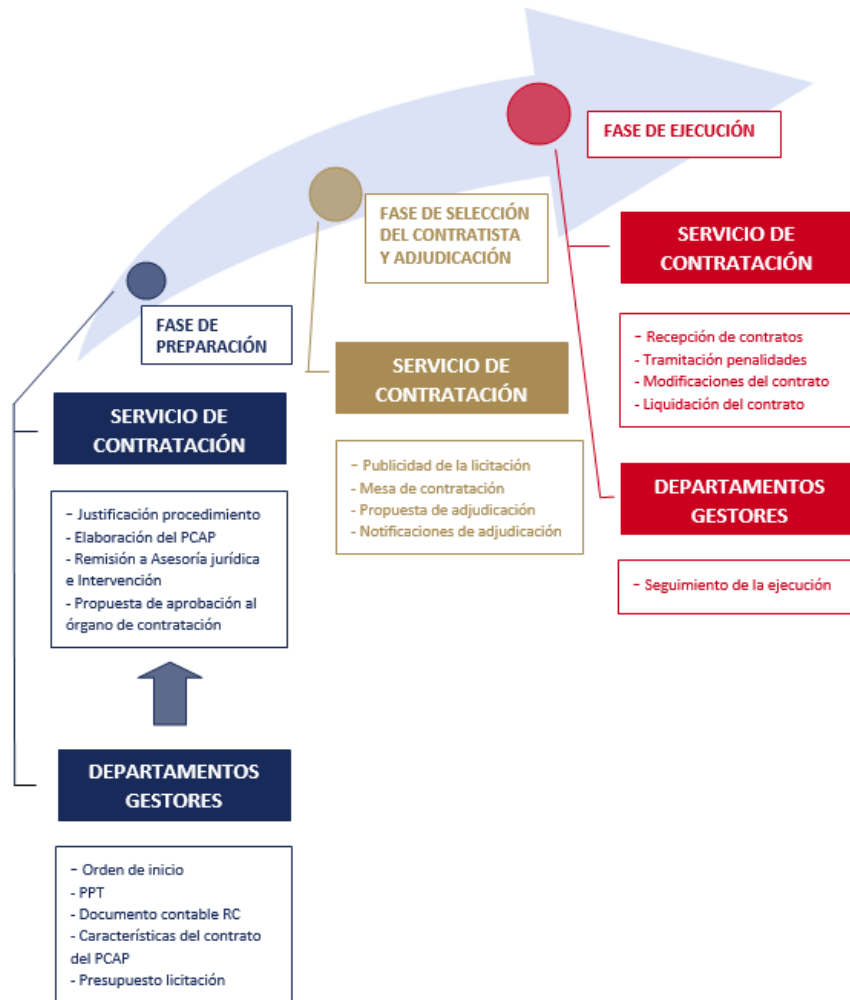 FASE DE
PREPARACIÓN
SERVICIO DE
CONTRATACIÓN
- Justificación procedimiento
- Elaboración del PCAP
- Remisión a Asesoría jurídica
e Intervención
- Propuesta de aprobación al
órgano de contratación
DEPARTAMENTOS
GESTORES
- Orden de inicio
- PPT
- Documento contable RC
- Características del contrato
del PCAP
- Presupuesto licitación
FASE DE SELECCIÓN
DEL CONTRATISTA
Y ADJUDICACIÓN
SERVICIO DE
CONTRATACIÓN
- Publicidad de la licitación
- Mesa de contratación
- Propuesta de adjudicación
- Notificaciones de adjudicación
FASE DE EJECUCIÓN
SERVICIO DE
CONTRATACIÓN
- Recepción de contratos
- Tramitación penalidades
- Modificaciones del contrato
- Liquidación del contrato
DEPARTAMENTOS
GESTORES
- Seguimiento de la ejecución